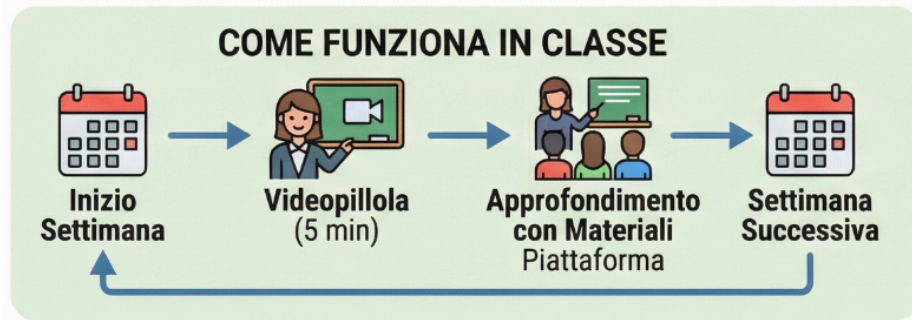 COME FUNZIONA IN CLASSE
Inizio
Settimana
Videopillola
(5 min)
Approfondimento
con Materiali
Piattaforma
Settimana
Successiva